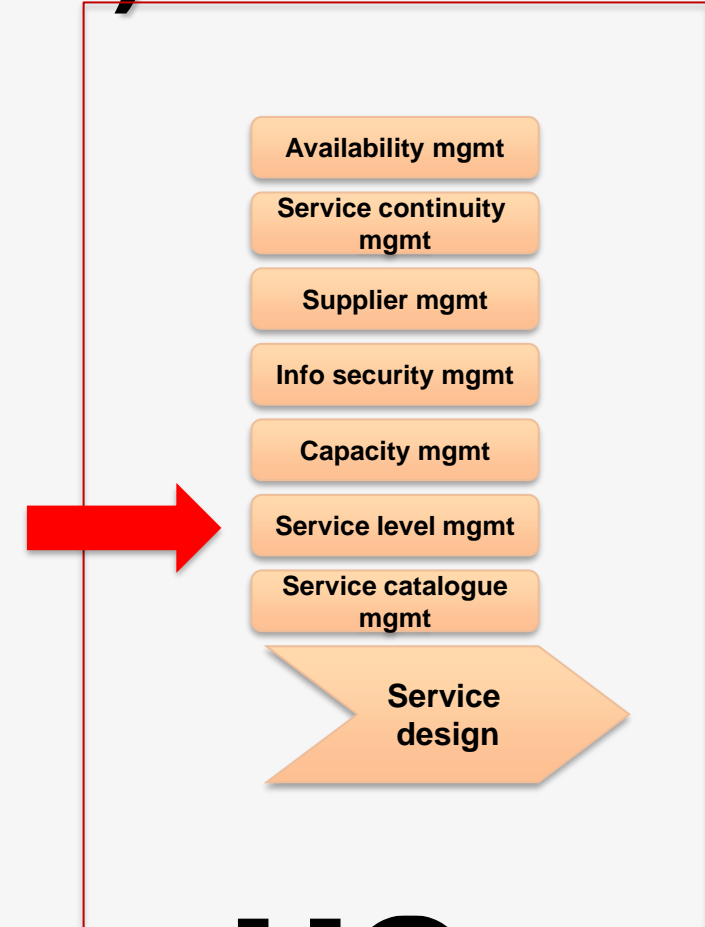 Availability mgmt
Service continuity
mgmt
Supplier mgmt
Info security mgmt
Capacity mgmt
Service level mgmt
Service catalogue
mgmt
Service
design